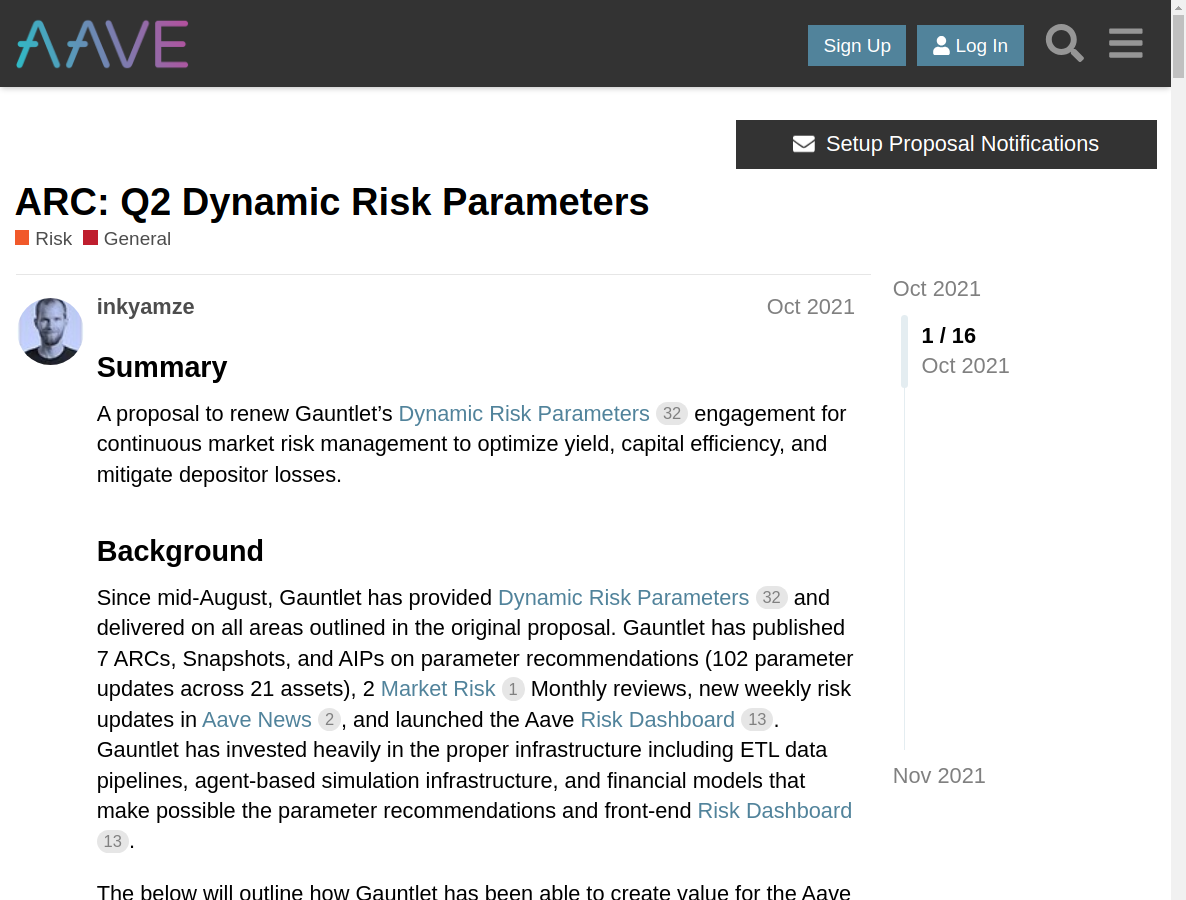 AAVE
Sign Up
Log In
Setup Proposal Notifications
ARC: Q2 Dynamic Risk Parameters
Risk General
inkyamze
Oct 2021
Oct 2021
1 / 16
Oct 2021
Summary
A proposal to renew Gauntlet’s Dynamic Risk Parameters 32 engagement for
continuous market risk management to optimize yield, capital efficiency, and
mitigate depositor losses.
Background
Since mid-August, Gauntlet has provided Dynamic Risk Parameters 32 and
delivered on all areas outlined in the original proposal. Gauntlet has published
7 ARCs, Snapshots, and AIPs on parameter recommendations (102 parameter
updates across 21 assets), 2 Market Risk 1 Monthly reviews, new weekly risk
updates in Aave News 2 , and launched the Aave Risk Dashboard 13 .
Gauntlet has invested heavily in the proper infrastructure including ETL data
pipelines, agent-based simulation infrastructure, and financial models that
make possible the parameter recommendations and front-end Risk Dashboard
13 .
Nov 2021
The below will outline how Gauntlet has been able to create value for the Aave